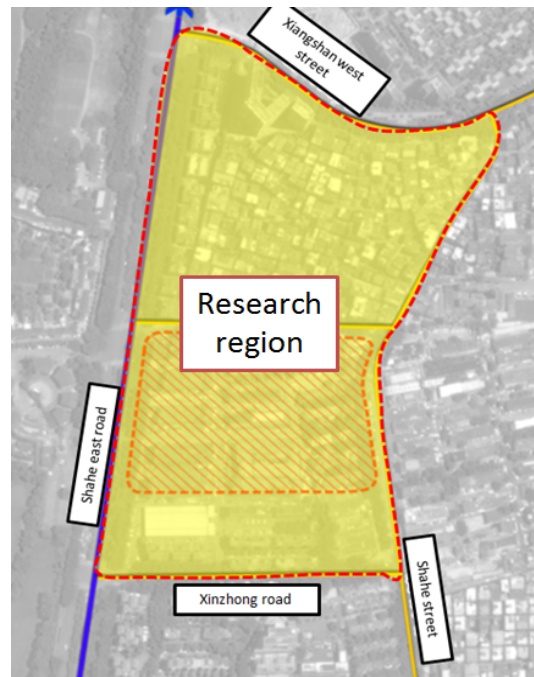 Xiangshan west
street
Research
region
Shahe east road
Shahe street
Xinzhong road